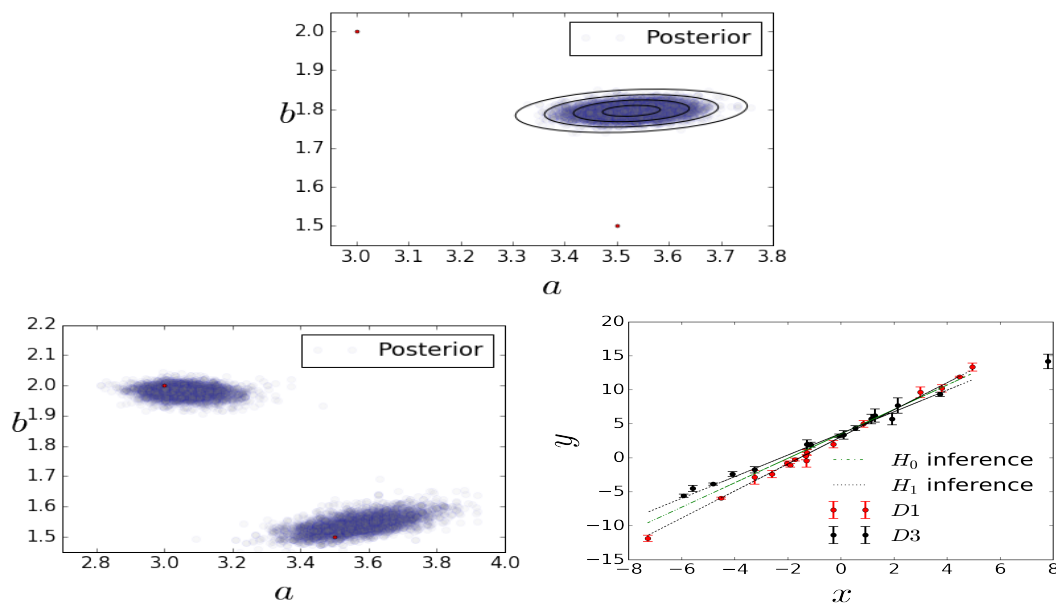 Posterior
b
2.0
1.9
1.8
1.7
1.6
1.5
3.0 3.1 3.2 3.3 3.4 3.5 3.6 3.7 3.8
a
Posterior
b
2.2
2.1
2.0
1.9
1.8
1.7
1.6
1.5
2.8 3.0 3.2 3.4 3.6 3.8 4.0
a
20
15
10
5
0
−5
−10
−15
y
H₀ inference
H₁ inference
D1
D3
−8 −6 −4 −2 0 2 4 6 8
x